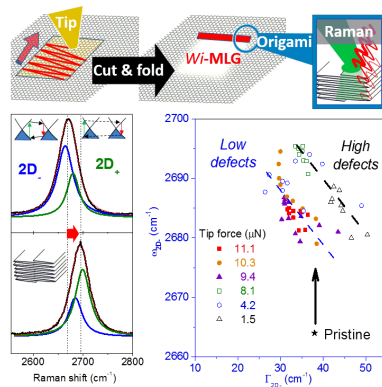 Tip
Cut & fold
Wi-MLG
Origami
Raman
2D- 2D+
2550 2700 2800
Raman shift (cm⁻¹)
2700
2690
2680
2670
2660
ω2D- (cm⁻¹)
Low defects
High defects
Tip force (μN)
11.1
10.3
9.4
8.1
4.2
1.5
Pristine
10 20 30 40 50
Γ2D- (cm⁻¹)